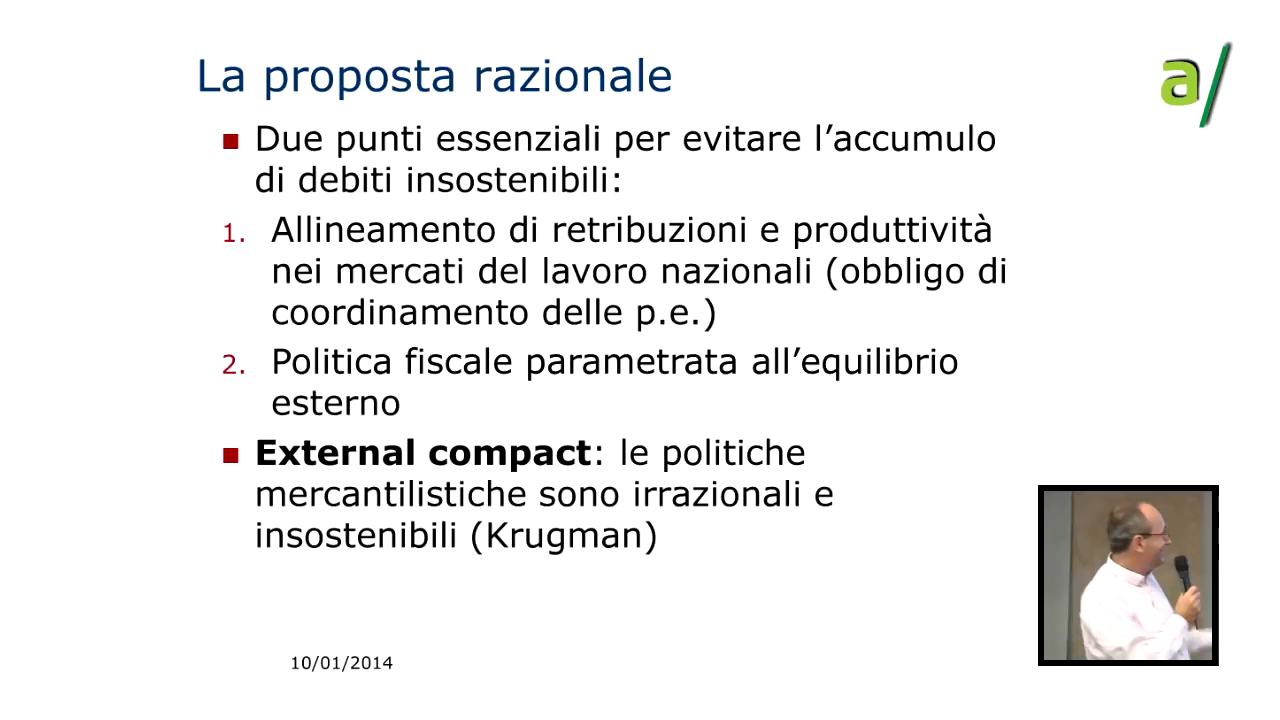 La proposta razionale
a/
Due punti essenziali per evitare l’accumulo
di debiti insostenibili:
1. Allineamento di retribuzioni e produttività
nei mercati del lavoro nazionali (obbligo di
coordinamento delle p.e.)
2. Politica fiscale parametrata all’equilibrio
esterno
External compact: le politiche
mercantilistiche sono irrazionali e
insostenibili (Krugman)
10/01/2014